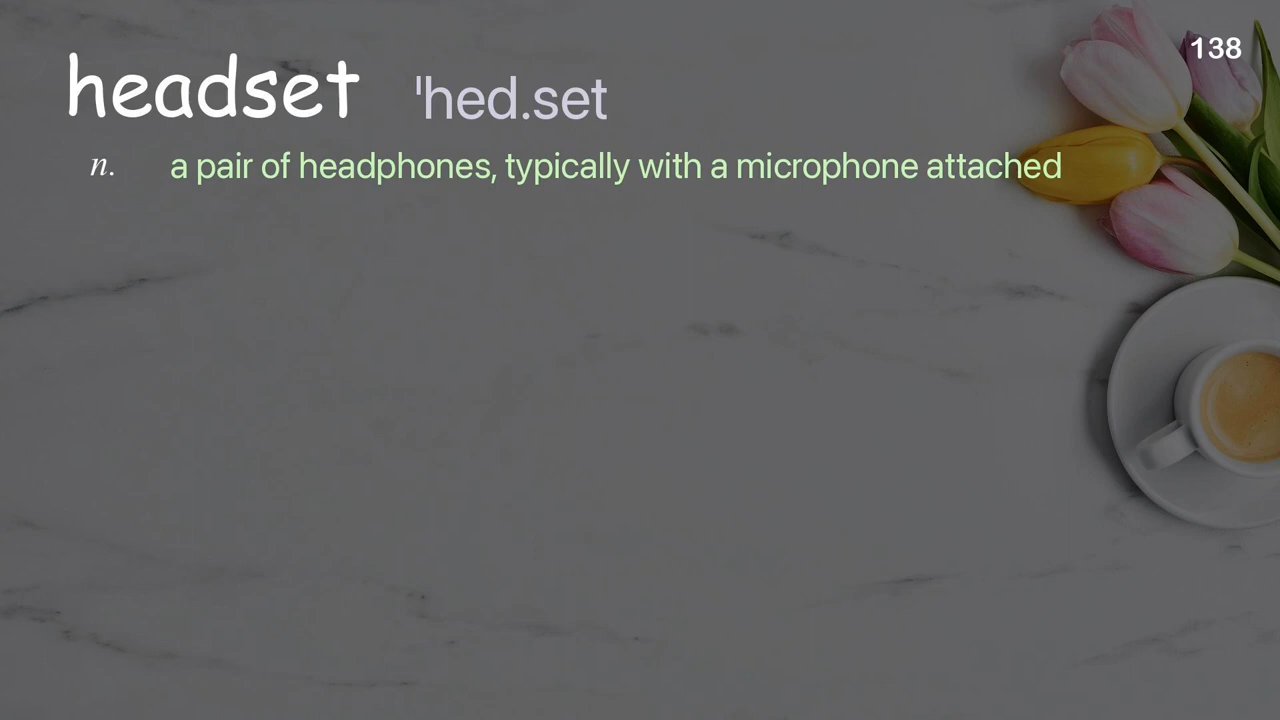 138
headset 'hed.set
n. a pair of headphones, typically with a microphone attached